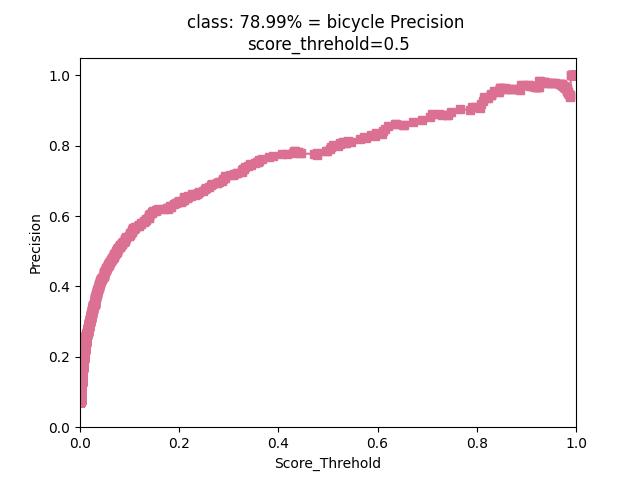 class: 78.99% = bicycle Precision
score_threhold=0.5
1.0
0.8
0.6
0.4
0.2
0.0
Precision
0.0 0.2 0.4 0.6 0.8 1.0
Score_Threhold